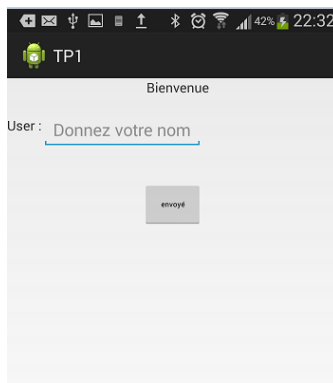 42% 22:32
TP1
Bienvenue
User : Donnez votre nom
envoyé